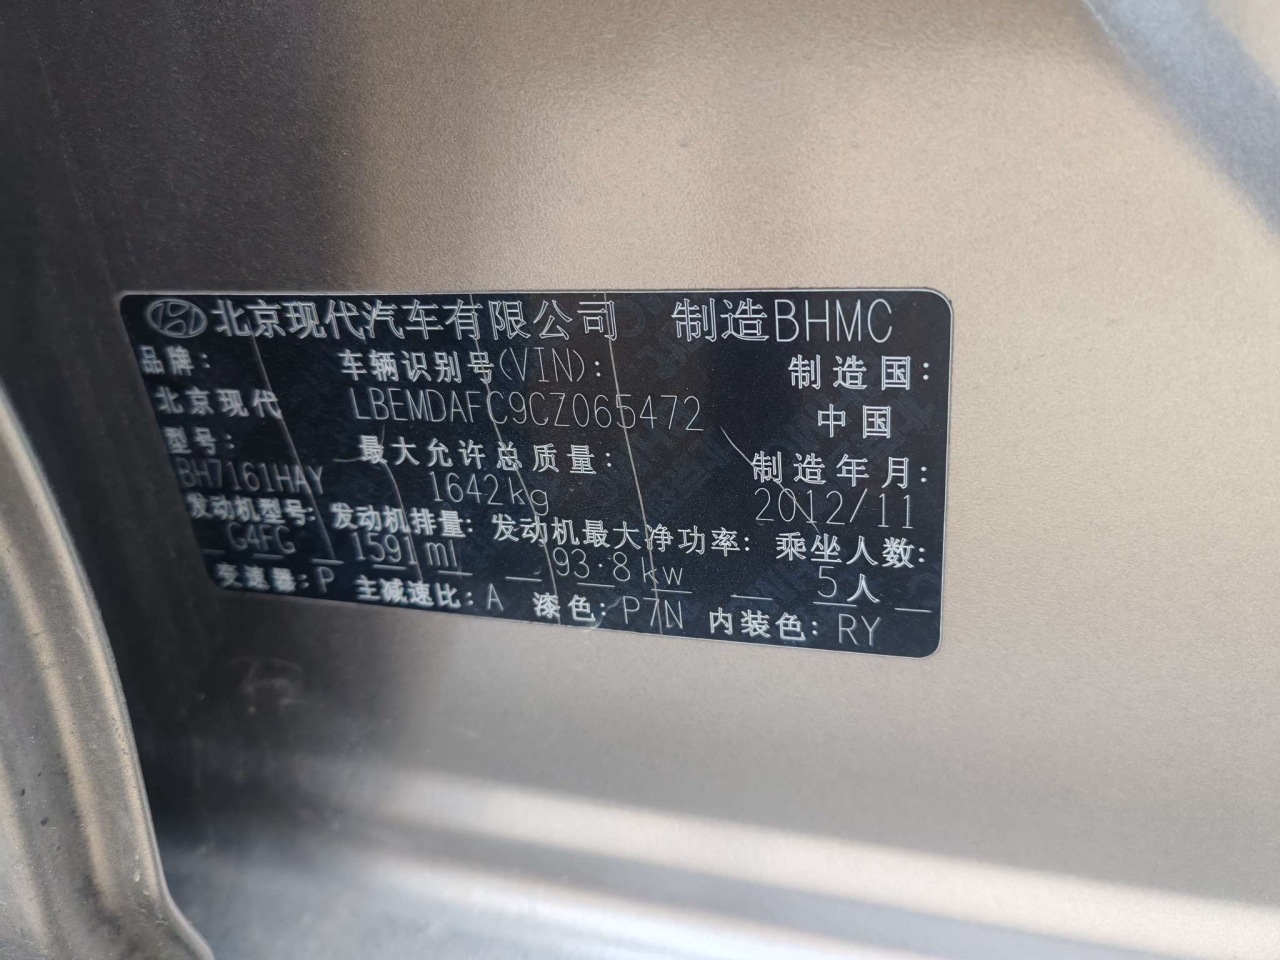 北京现代汽车有限公司 制造BHMC
品牌: 车辆识别号(VIN): 制造国:
北京现代 LBEMDAFC9CZ065472 中国
型号: 最大允许总质量: 制造年月:
BH7161HAY 1642kg 2012/11
发动机型号: 发动机排量: 发动机最大净功率: 乘坐人数:
G4FG 1591ml 93.8kw 5人
变速器: P 主减速比: A 漆色: P7N 内装色: RY